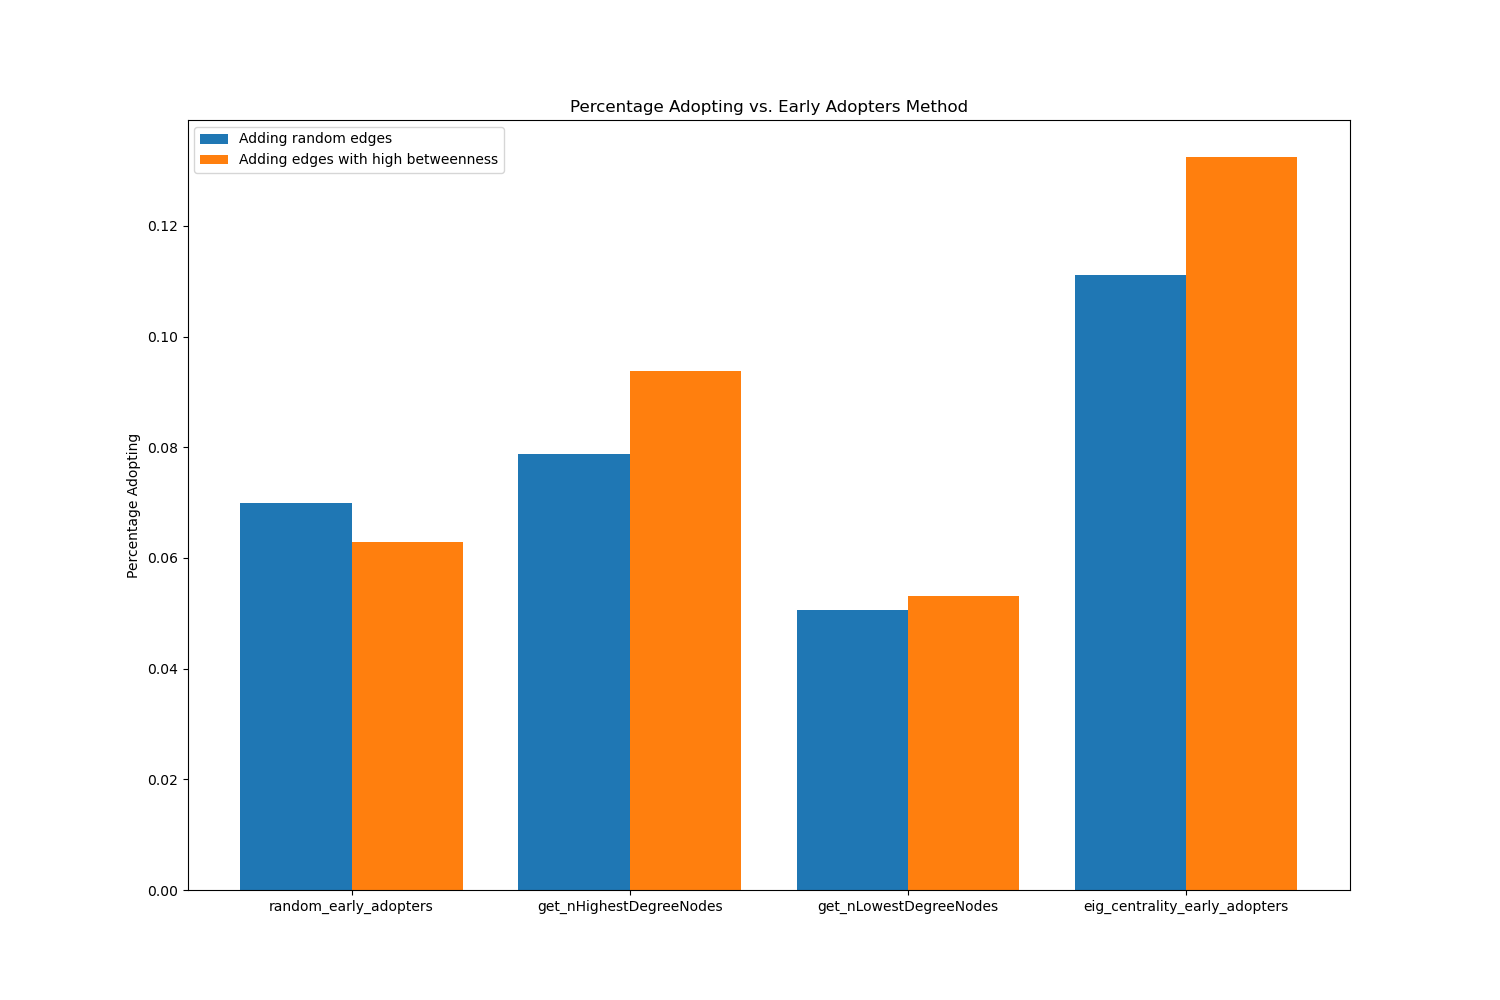 Percentage Adopting vs. Early Adopters Method
Adding random edges
Adding edges with high betweenness
Percentage Adopting
0.12
0.10
0.08
0.06
0.04
0.02
0.00
random_early_adopters
get_nHighestDegreeNodes
get_nLowestDegreeNodes
eig_centrality_early_adopters